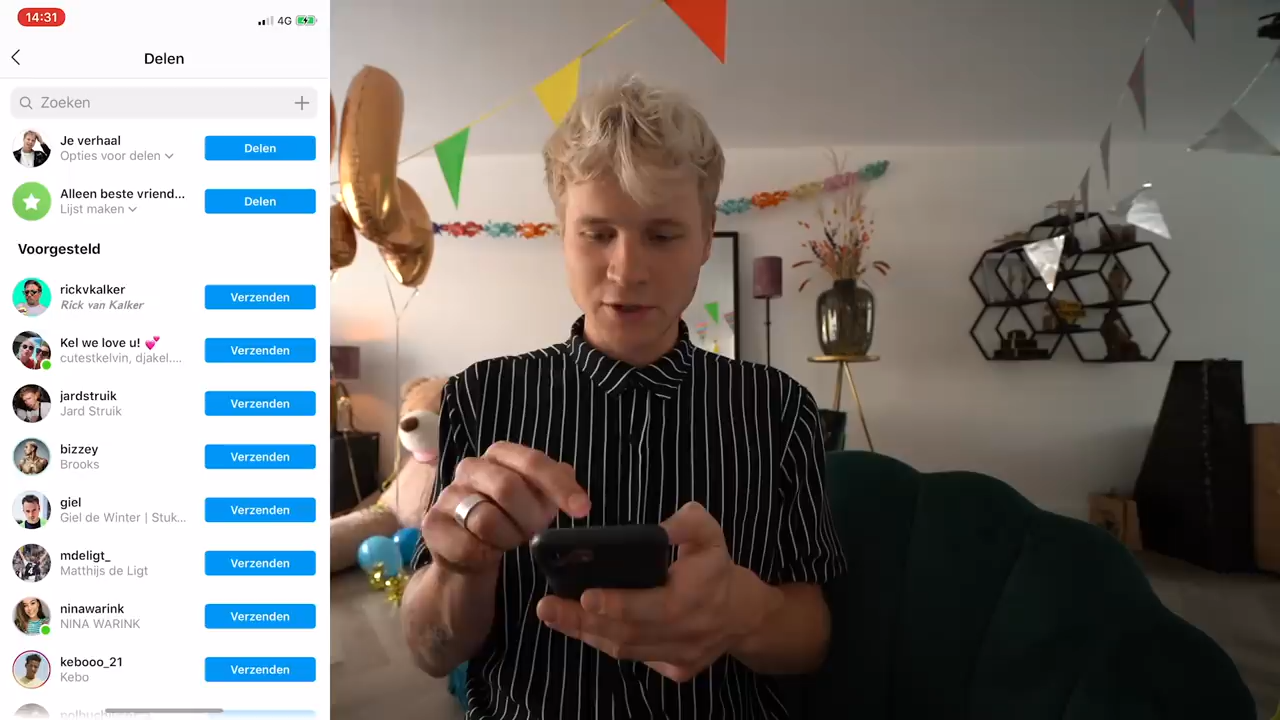 14:31
4G
Delen
Zoeken
Je verhaal
Opties voor delen
Delen
Alleen beste vriend...
Lijst maken
Delen
Voorgesteld
rickvkalker
Rick van Kalker
Verzenden
Kel we love u! 💕
cutestkelvin, djakel....
Verzenden
jardstruik
Jard Struik
Verzenden
bizzey
Brooks
Verzenden
giel
Giel de Winter | Stuk...
Verzenden
mdeligt_
Matthijs de Ligt
Verzenden
ninawarink
NINA WARINK
Verzenden
kebooo_21
Kebo
Verzenden